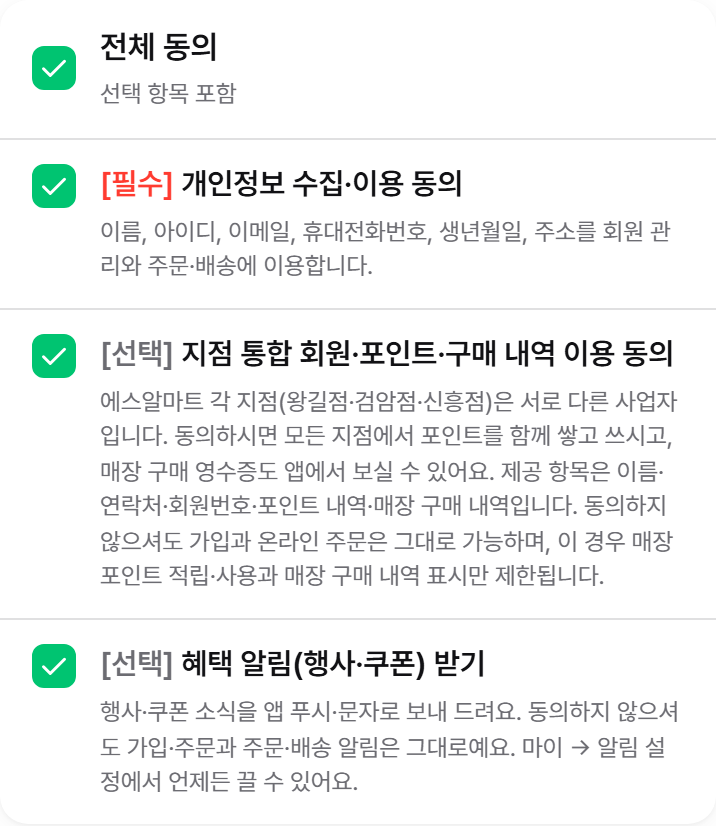 전체 동의
선택 항목 포함
[필수] 개인정보 수집·이용 동의
이름, 아이디, 이메일, 휴대전화번호, 생년월일, 주소를 회원 관
리와 주문·배송에 이용합니다.
[선택] 지점 통합 회원·포인트·구매 내역 이용 동의
에스알마트 각 지점(왕길점·검암점·신흥점)은 서로 다른 사업자
입니다. 동의하시면 모든 지점에서 포인트를 함께 쌓고 쓰시고,
매장 구매 영수증도 앱에서 보실 수 있어요. 제공 항목은 이름·
연락처·회원번호·포인트 내역·매장 구매 내역입니다. 동의하지
않으셔도 가입과 온라인 주문은 그대로 가능하며, 이 경우 매장
포인트 적립·사용과 매장 구매 내역 표시만 제한됩니다.
[선택] 혜택 알림(행사·쿠폰) 받기
행사·쿠폰 소식을 앱 푸시·문자로 보내 드려요. 동의하지 않으셔
도 가입·주문과 주문·배송 알림은 그대로예요. 마이 → 알림 설
정에서 언제든 끌 수 있어요.